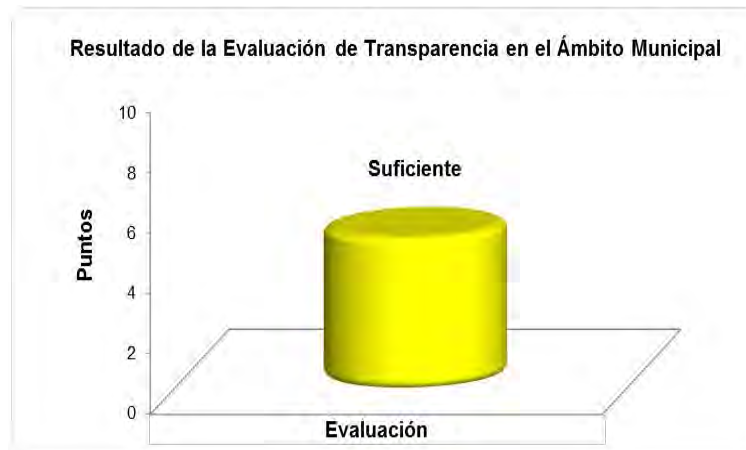 Resultado de la Evaluación de Transparencia en el Ámbito Municipal
10
8
6
4
2
0
Puntos
Suficiente
Evaluación